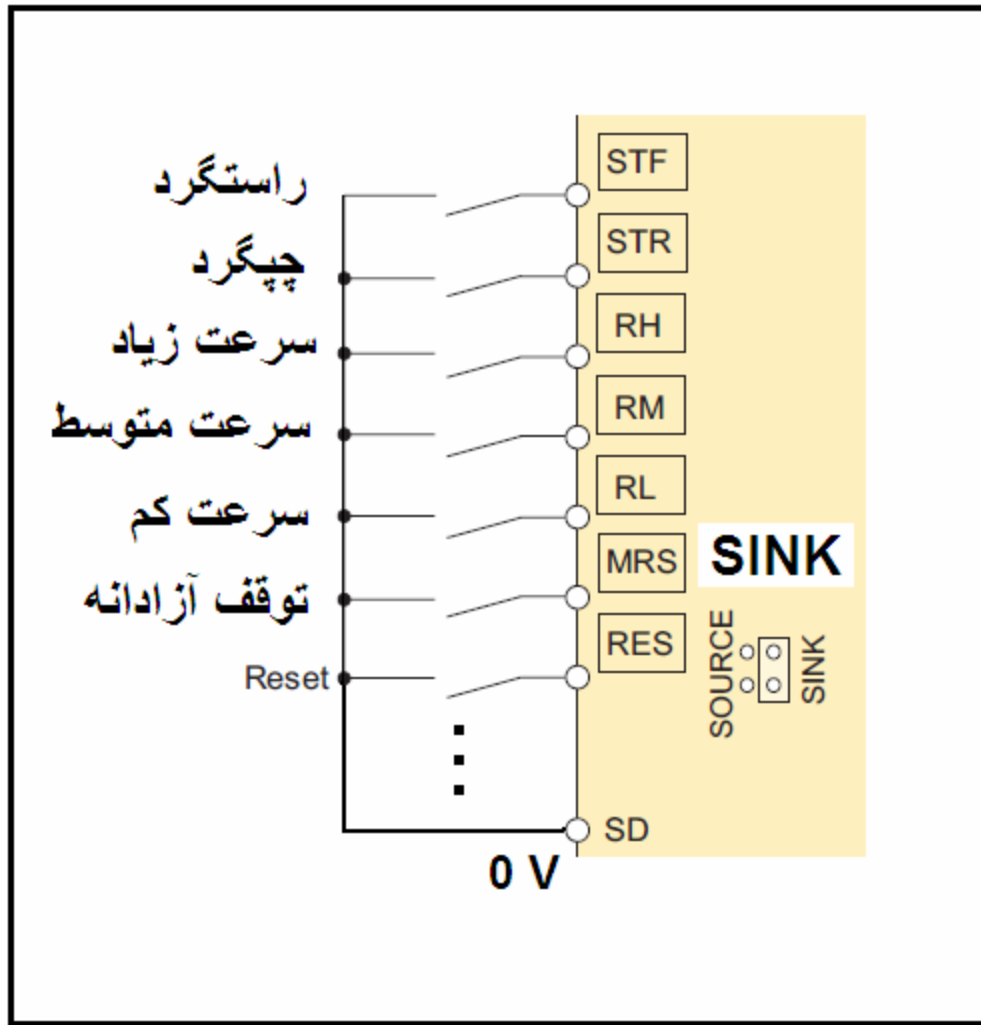 راستگرد
STF
چپگرد
STR
سرعت زیاد
RH
سرعت متوسط
RM
سرعت کم
RL
توقف آزادانه
MRS
SINK
Reset
RES
SOURCE
SINK
SD
0 V